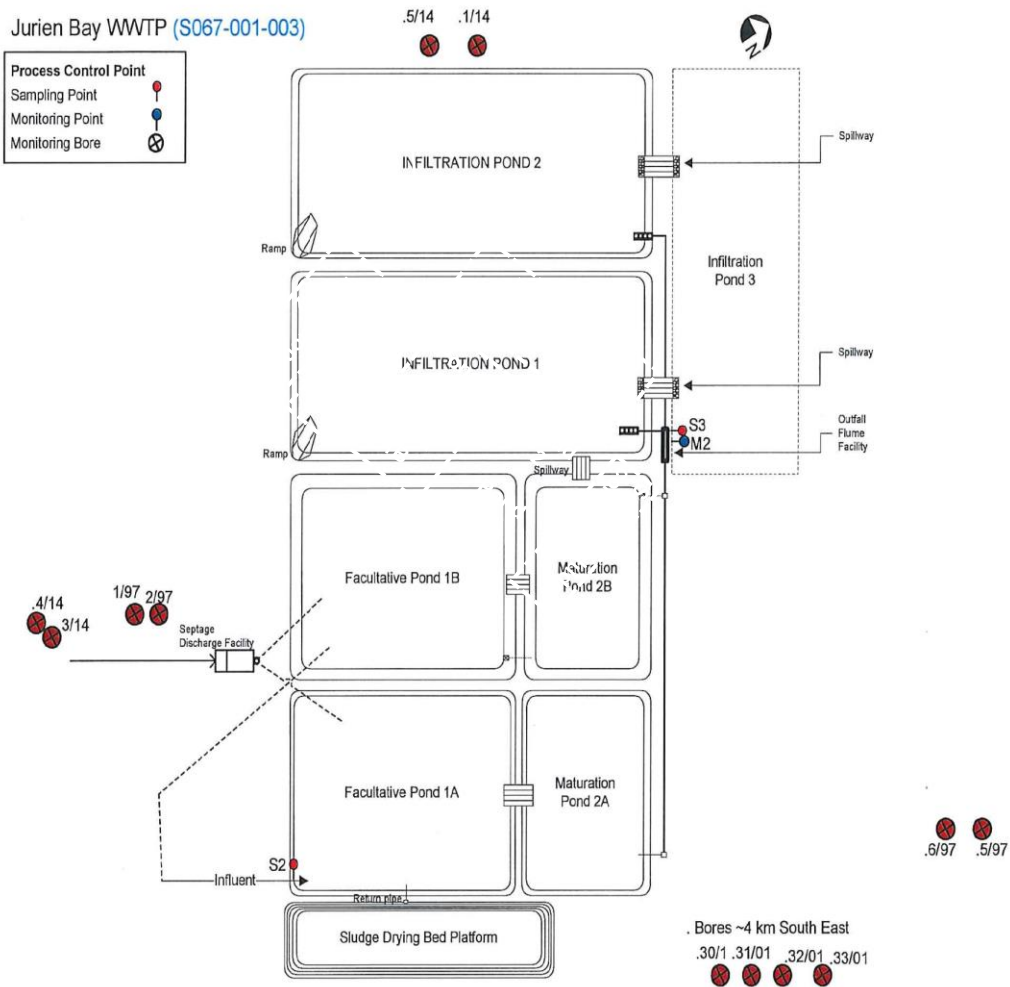 Jurien Bay WWTP (S067-001-003)
.5/14 .1/14
N
Process Control Point
Sampling Point
Monitoring Point
Monitoring Bore
Spillway
INFILTRATION POND 2
Ramp
Infiltration
Pond 3
Spillway
INFILTRATION POND 1
Outfall
Flume
Facility
S3
M2
Ramp
Spillway
Facultative Pond 1B
Maturation
Pond 2B
.4/14
3/14
1/97 2/97
Septage
Discharge Facility
Facultative Pond 1A
Maturation
Pond 2A
.6/97 .5/97
S2
Influent
Return pipe
Sludge Drying Bed Platform
. Bores ~4 km South East
.30/1 .31/01 .32/01 .33/01